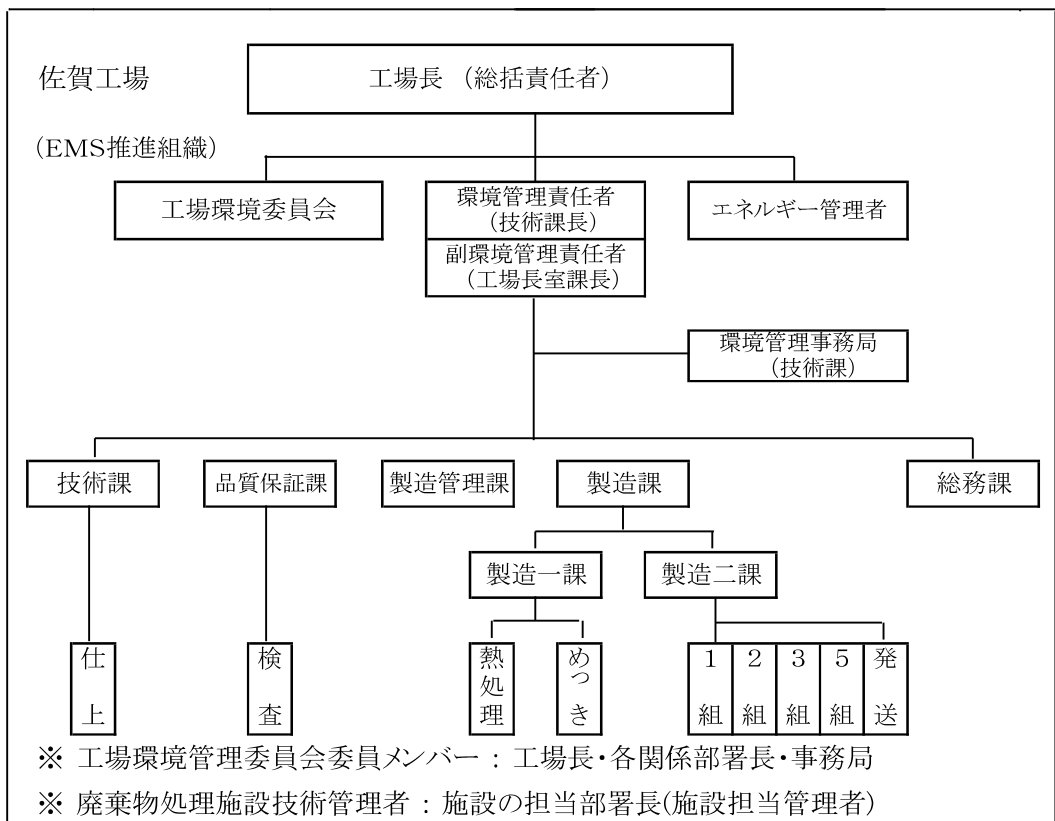 佐賀工場
工場長 （総括責任者）
(EMS推進組織)
工場環境委員会
環境管理責任者
(技術課長)
エネルギー管理者
副環境管理責任者
（工場長室課長）
環境管理事務局
（技術課）
技術課
品質保証課
製造管理課
製造課
総務課
製造一課
製造二課
仕上
検査
熱処理
めっき
1組
2組
3組
5組
発送
※ 工場環境管理委員会委員メンバー：工場長・各関係部署長・事務局
※ 廃棄物処理施設技術管理者：施設の担当部署長(施設担当管理者)